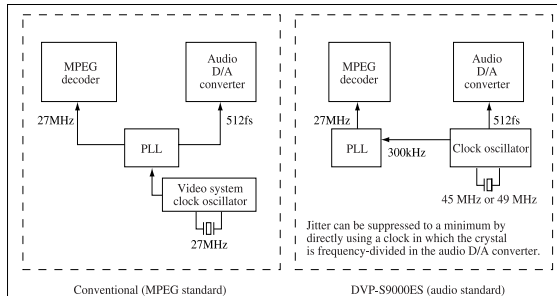 MPEG
decoder
Audio
D/A
converter
27MHz
512fs
PLL
Video system
clock oscillator
27MHz
Conventional (MPEG standard)
MPEG
decoder
Audio
D/A
converter
27MHz
512fs
PLL
300kHz
Clock oscillator
45 MHz or 49 MHz
Jitter can be suppressed to a minimum by
directly using a clock in which the crystal
is frequency-divided in the audio D/A converter.
DVP-S9000ES (audio standard)